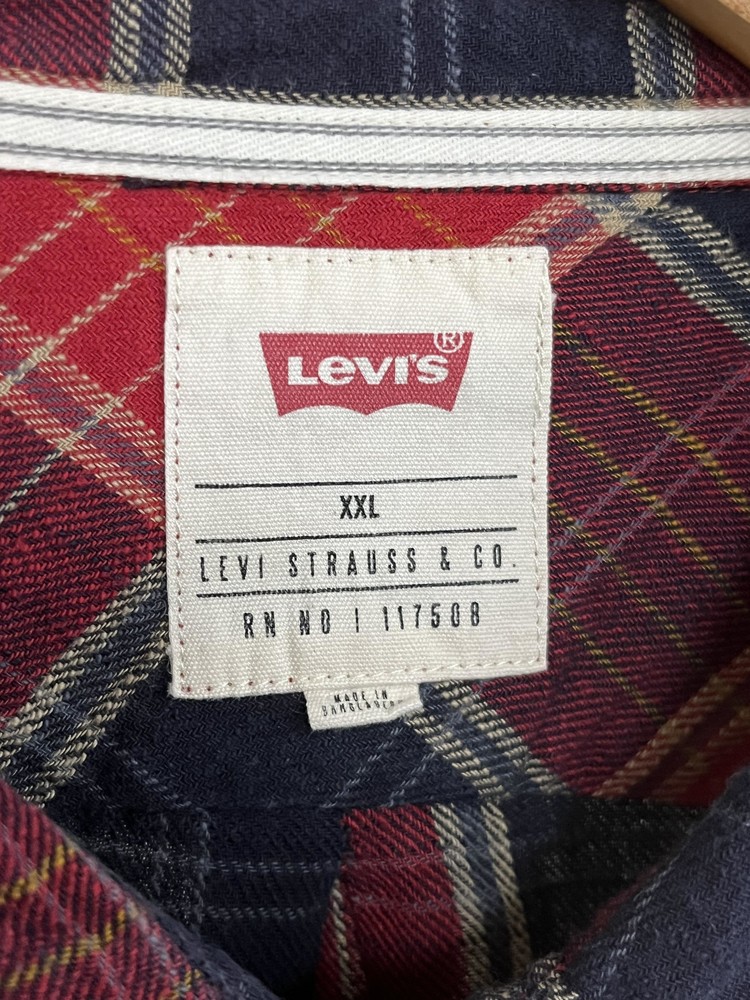 LEVI'S®
XXL
LEVI STRAUSS & CO.
RN NO | 117508
MADE IN
BANGLADESH